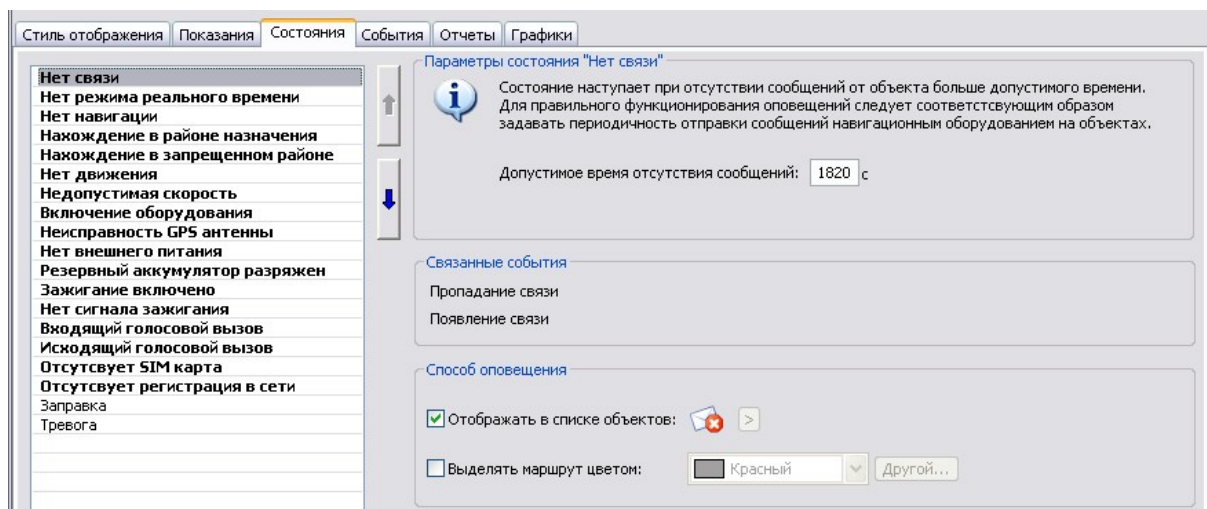 Стиль отображения Показания Состояния События Отчеты Графики
Нет связи
Нет режима реального времени
Нет навигации
Нахождение в районе назначения
Нахождение в запрещенном районе
Нет движения
Недопустимая скорость
Включение оборудования
Неисправность GPS антенны
Нет внешнего питания
Резервный аккумулятор разряжен
Зажигание включено
Нет сигнала зажигания
Входящий голосовой вызов
Исходящий голосовой вызов
Отсутсвует SIM карта
Отсутсвует регистрация в сети
Заправка
Тревога
Параметры состояния "Нет связи"
Состояние наступает при отсутствии сообщений от объекта больше допустимого времени.
Для правильного функционирования оповещений следует соответстсвующим образом
задавать периодичность отправки сообщений навигационным оборудованием на объектах.
Допустимое время отсутствия сообщений: 1820 с
Связанные события
Пропадание связи
Появление связи
Способ оповещения
Отображать в списке объектов: >
Выделять маршрут цветом: Красный Другой...